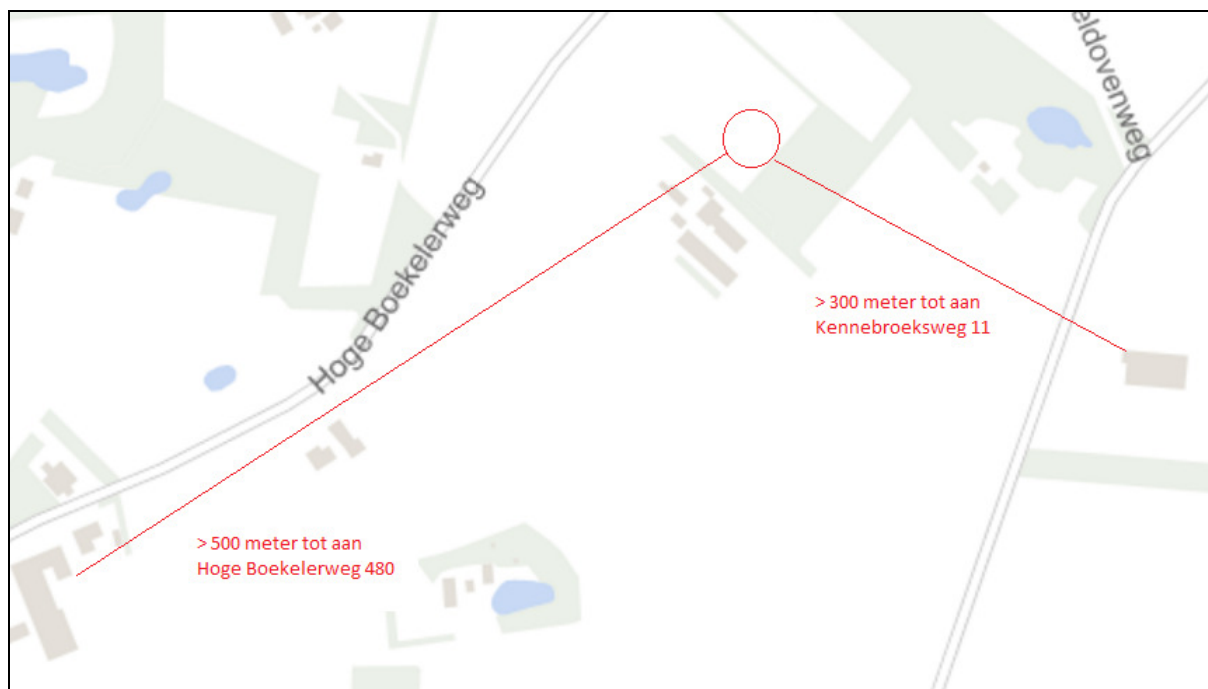 eldovenweg
Hoge Boekelerweg
> 300 meter tot aan
Kennebroeksweg 11
> 500 meter tot aan
Hoge Boekelerweg 480